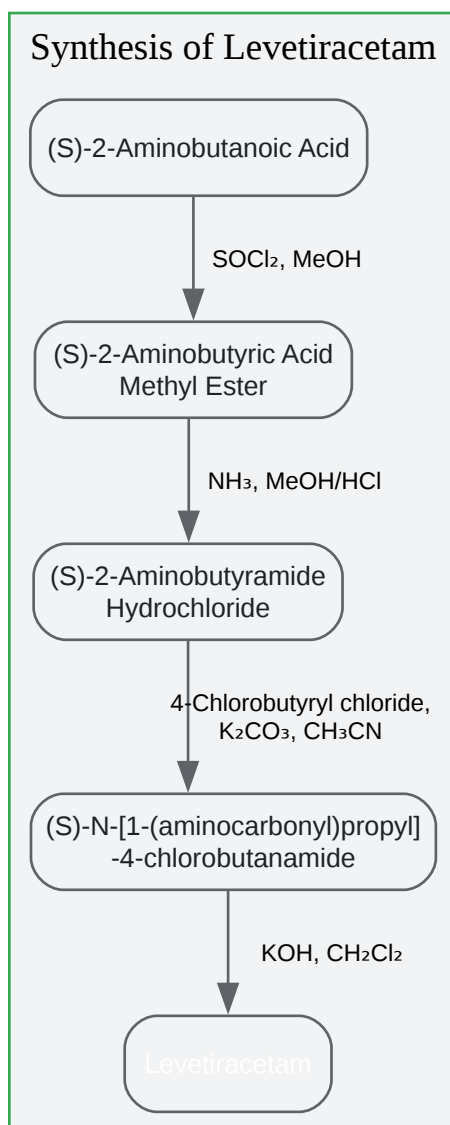 Synthesis of Levetiracetam
(S)-2-Aminobutanoic Acid
SOCl₂, MeOH
(S)-2-Aminobutyric Acid
Methyl Ester
NH₃, MeOH/HCl
(S)-2-Aminobutyramide
Hydrochloride
4-Chlorobutyryl chloride,
K₂CO₃, CH₃CN
(S)-N-[1-(aminocarbonyl)propyl]
-4-chlorobutanamide
KOH, CH₂Cl₂
Levetiracetam